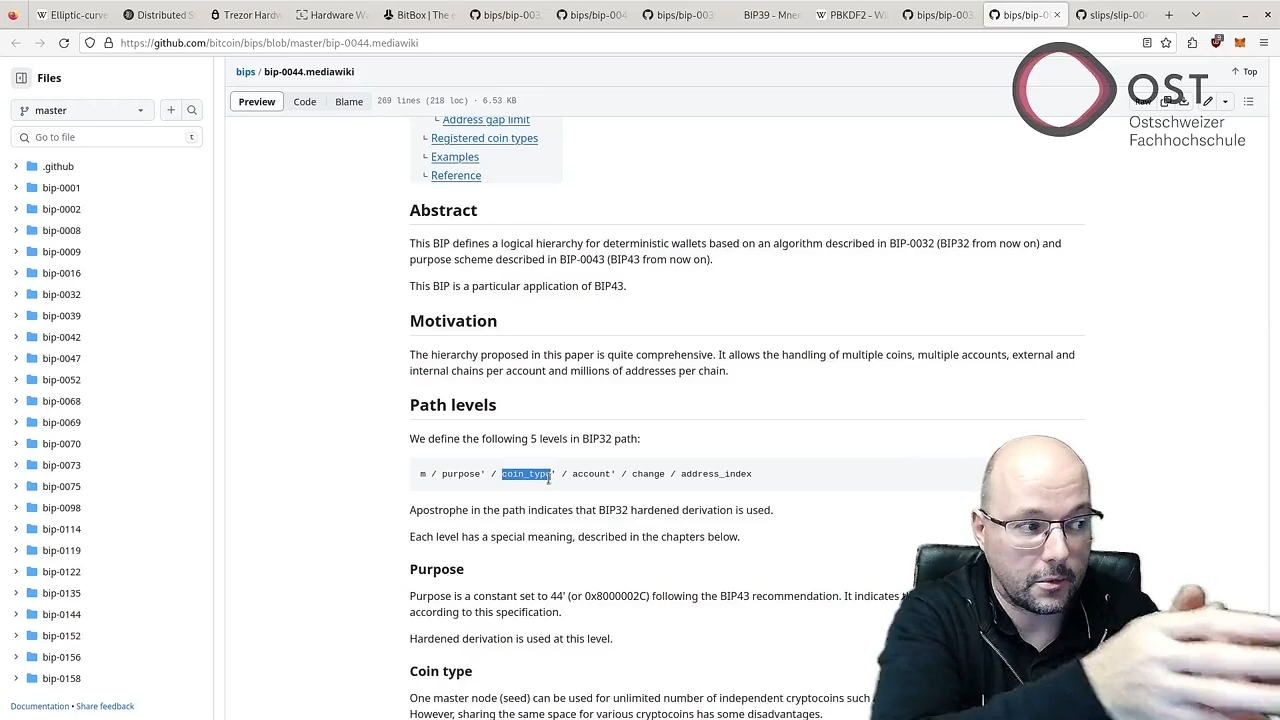 Elliptic-curve
Distributed S
Trezor Hardw
Hardware Wa
BitBox | The e
bips/bip-003
bips/bip-004
bips/bip-003
BIP39 - Mne
PBKDF2 - Wi
bips/bip-003
bips/bip-0
slips/slip-004
https://github.com/bitcoin/bips/blob/master/bip-0044.mediawiki
Files
bips / bip-0044.mediawiki
Top
master
Preview
Code
Blame
269 lines (218 loc) · 6.53 KB
OST
Ostschweizer
Fachhochschule
Go to file
t
.github
bip-0001
bip-0002
bip-0008
bip-0009
bip-0016
bip-0032
bip-0039
bip-0042
bip-0047
bip-0052
bip-0068
bip-0069
bip-0070
bip-0073
bip-0075
bip-0098
bip-0114
bip-0119
bip-0122
bip-0135
bip-0144
bip-0152
bip-0156
bip-0158
Documentation • Share feedback
Address gap limit
Registered coin types
Examples
Reference
Abstract
This BIP defines a logical hierarchy for deterministic wallets based on an algorithm described in BIP-0032 (BIP32 from now on) and
purpose scheme described in BIP-0043 (BIP43 from now on).
This BIP is a particular application of BIP43.
Motivation
The hierarchy proposed in this paper is quite comprehensive. It allows the handling of multiple coins, multiple accounts, external and
internal chains per account and millions of addresses per chain.
Path levels
We define the following 5 levels in BIP32 path:
m / purpose' / coin_type' / account' / change / address_index
Apostrophe in the path indicates that BIP32 hardened derivation is used.
Each level has a special meaning, described in the chapters below.
Purpose
Purpose is a constant set to 44' (or 0x8000002C) following the BIP43 recommendation. It indicates
according to this specification.
Hardened derivation is used at this level.
Coin type
One master node (seed) can be used for unlimited number of independent cryptocoins such
However, sharing the same space for various cryptocoins has some disadvantages.